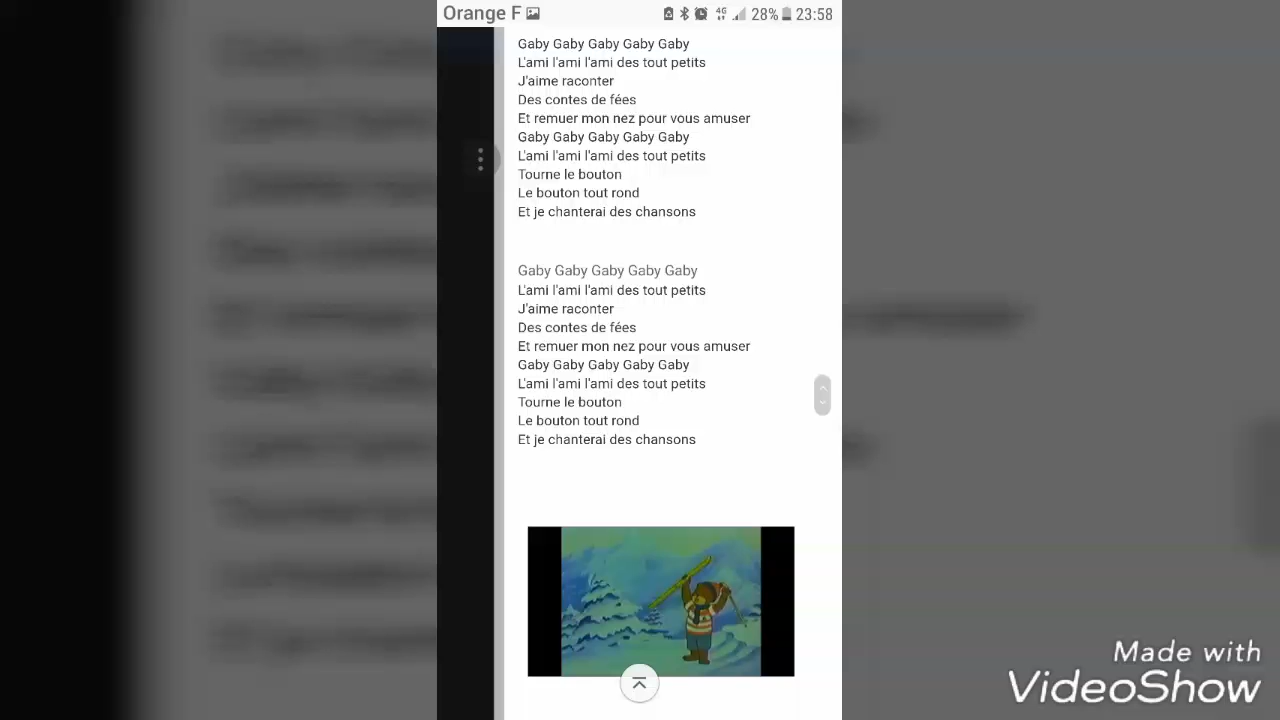 Orange F 4G 28% 23:58
Gaby Gaby Gaby Gaby Gaby
L'ami l'ami l'ami des tout petits
J'aime raconter
Des contes de fées
Et remuer mon nez pour vous amuser
Gaby Gaby Gaby Gaby Gaby
L'ami l'ami l'ami des tout petits
Tourne le bouton
Le bouton tout rond
Et je chanterai des chansons
Gaby Gaby Gaby Gaby Gaby
L'ami l'ami l'ami des tout petits
J'aime raconter
Des contes de fées
Et remuer mon nez pour vous amuser
Gaby Gaby Gaby Gaby Gaby
L'ami l'ami l'ami des tout petits
Tourne le bouton
Le bouton tout rond
Et je chanterai des chansons
Made with
VideoShow